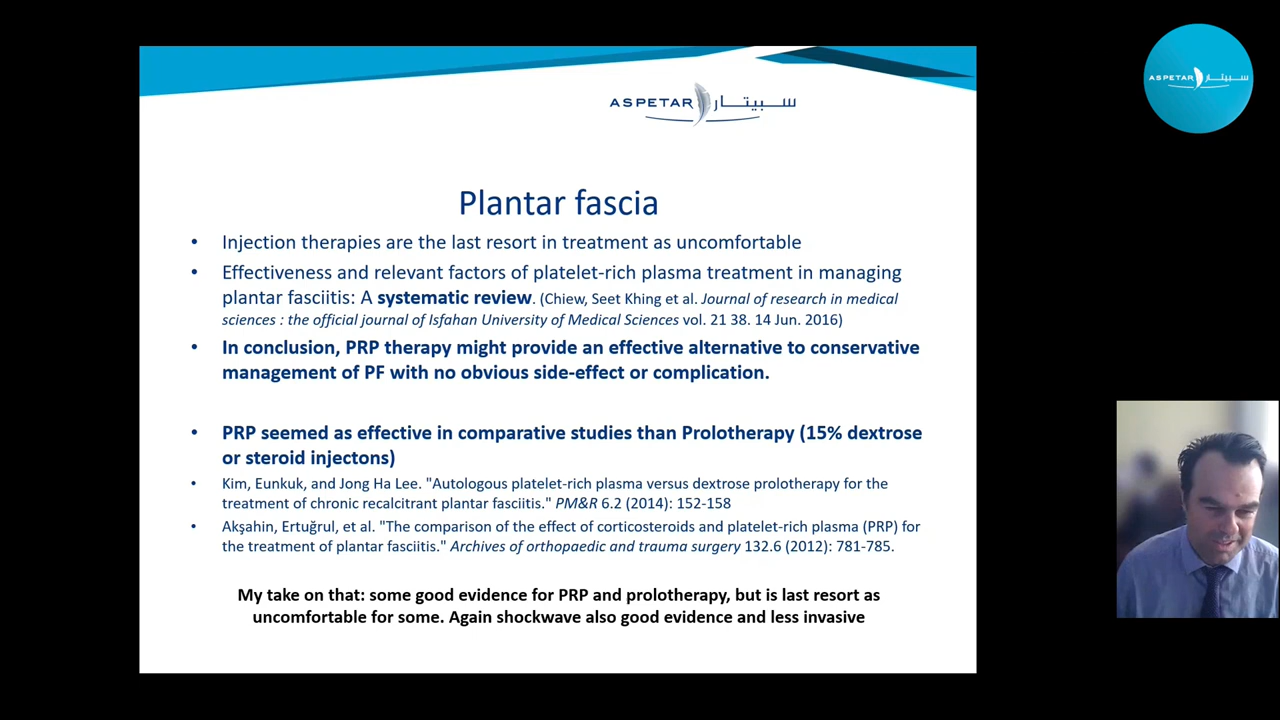 ASPETAR سبيتار
ASPETAR سبيتار
Plantar fascia
• Injection therapies are the last resort in treatment as uncomfortable
• Effectiveness and relevant factors of platelet-rich plasma treatment in managing
plantar fasciitis: A systematic review. (Chiew, Seet Khing et al. Journal of research in medical
sciences : the official journal of Isfahan University of Medical Sciences vol. 21 38. 14 Jun. 2016)
• In conclusion, PRP therapy might provide an effective alternative to conservative
management of PF with no obvious side-effect or complication.
• PRP seemed as effective in comparative studies than Prolotherapy (15% dextrose
or steroid injectons)
• Kim, Eunkuk, and Jong Ha Lee. "Autologous platelet-rich plasma versus dextrose prolotherapy for the
treatment of chronic recalcitrant plantar fasciitis." PM&R 6.2 (2014): 152-158
• Akşahin, Ertuğrul, et al. "The comparison of the effect of corticosteroids and platelet-rich plasma (PRP) for
the treatment of plantar fasciitis." Archives of orthopaedic and trauma surgery 132.6 (2012): 781-785.
My take on that: some good evidence for PRP and prolotherapy, but is last resort as
uncomfortable for some. Again shockwave also good evidence and less invasive